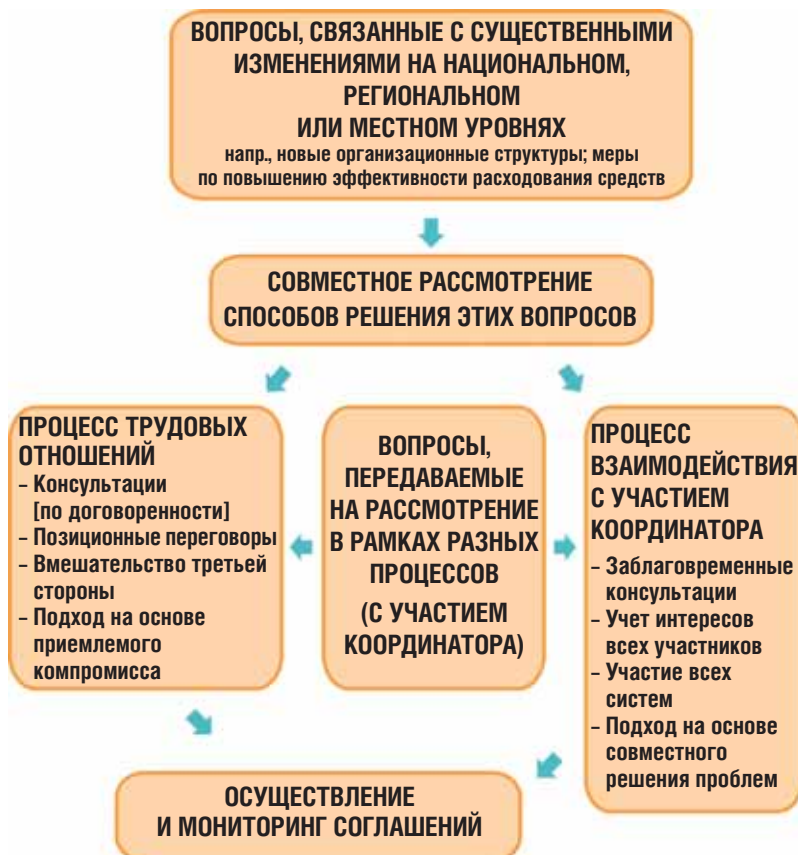 ВОПРОСЫ, СВЯЗАННЫЕ С СУЩЕСТВЕННЫМИ
ИЗМЕНЕНИЯМИ НА НАЦИОНАЛЬНОМ,
РЕГИОНАЛЬНОМ
ИЛИ МЕСТНОМ УРОВНЯХ
напр., новые организационные структуры; меры
по повышению эффективности расходования средств
СОВМЕСТНОЕ РАССМОТРЕНИЕ
СПОСОБОВ РЕШЕНИЯ ЭТИХ ВОПРОСОВ
ПРОЦЕСС ТРУДОВЫХ
ОТНОШЕНИЙ
– Консультации
[по договоренности]
– Позиционные переговоры
– Вмешательство третьей
стороны
– Подход на основе
приемлемого
компромисса
ВОПРОСЫ,
ПЕРЕДАВАЕМЫЕ
НА РАССМОТРЕНИЕ
В РАМКАХ РАЗНЫХ
ПРОЦЕССОВ
(С УЧАСТИЕМ
КООРДИНАТОРА)
ПРОЦЕСС
ВЗАИМОДЕЙСТВИЯ
С УЧАСТИЕМ
КООРДИНАТОРА
– Заблаговременные
консультации
– Учет интересов
всех участников
– Участие всех
систем
– Подход на основе
совместного
решения проблем
ОСУЩЕСТВЛЕНИЕ
И МОНИТОРИНГ СОГЛАШЕНИЙ